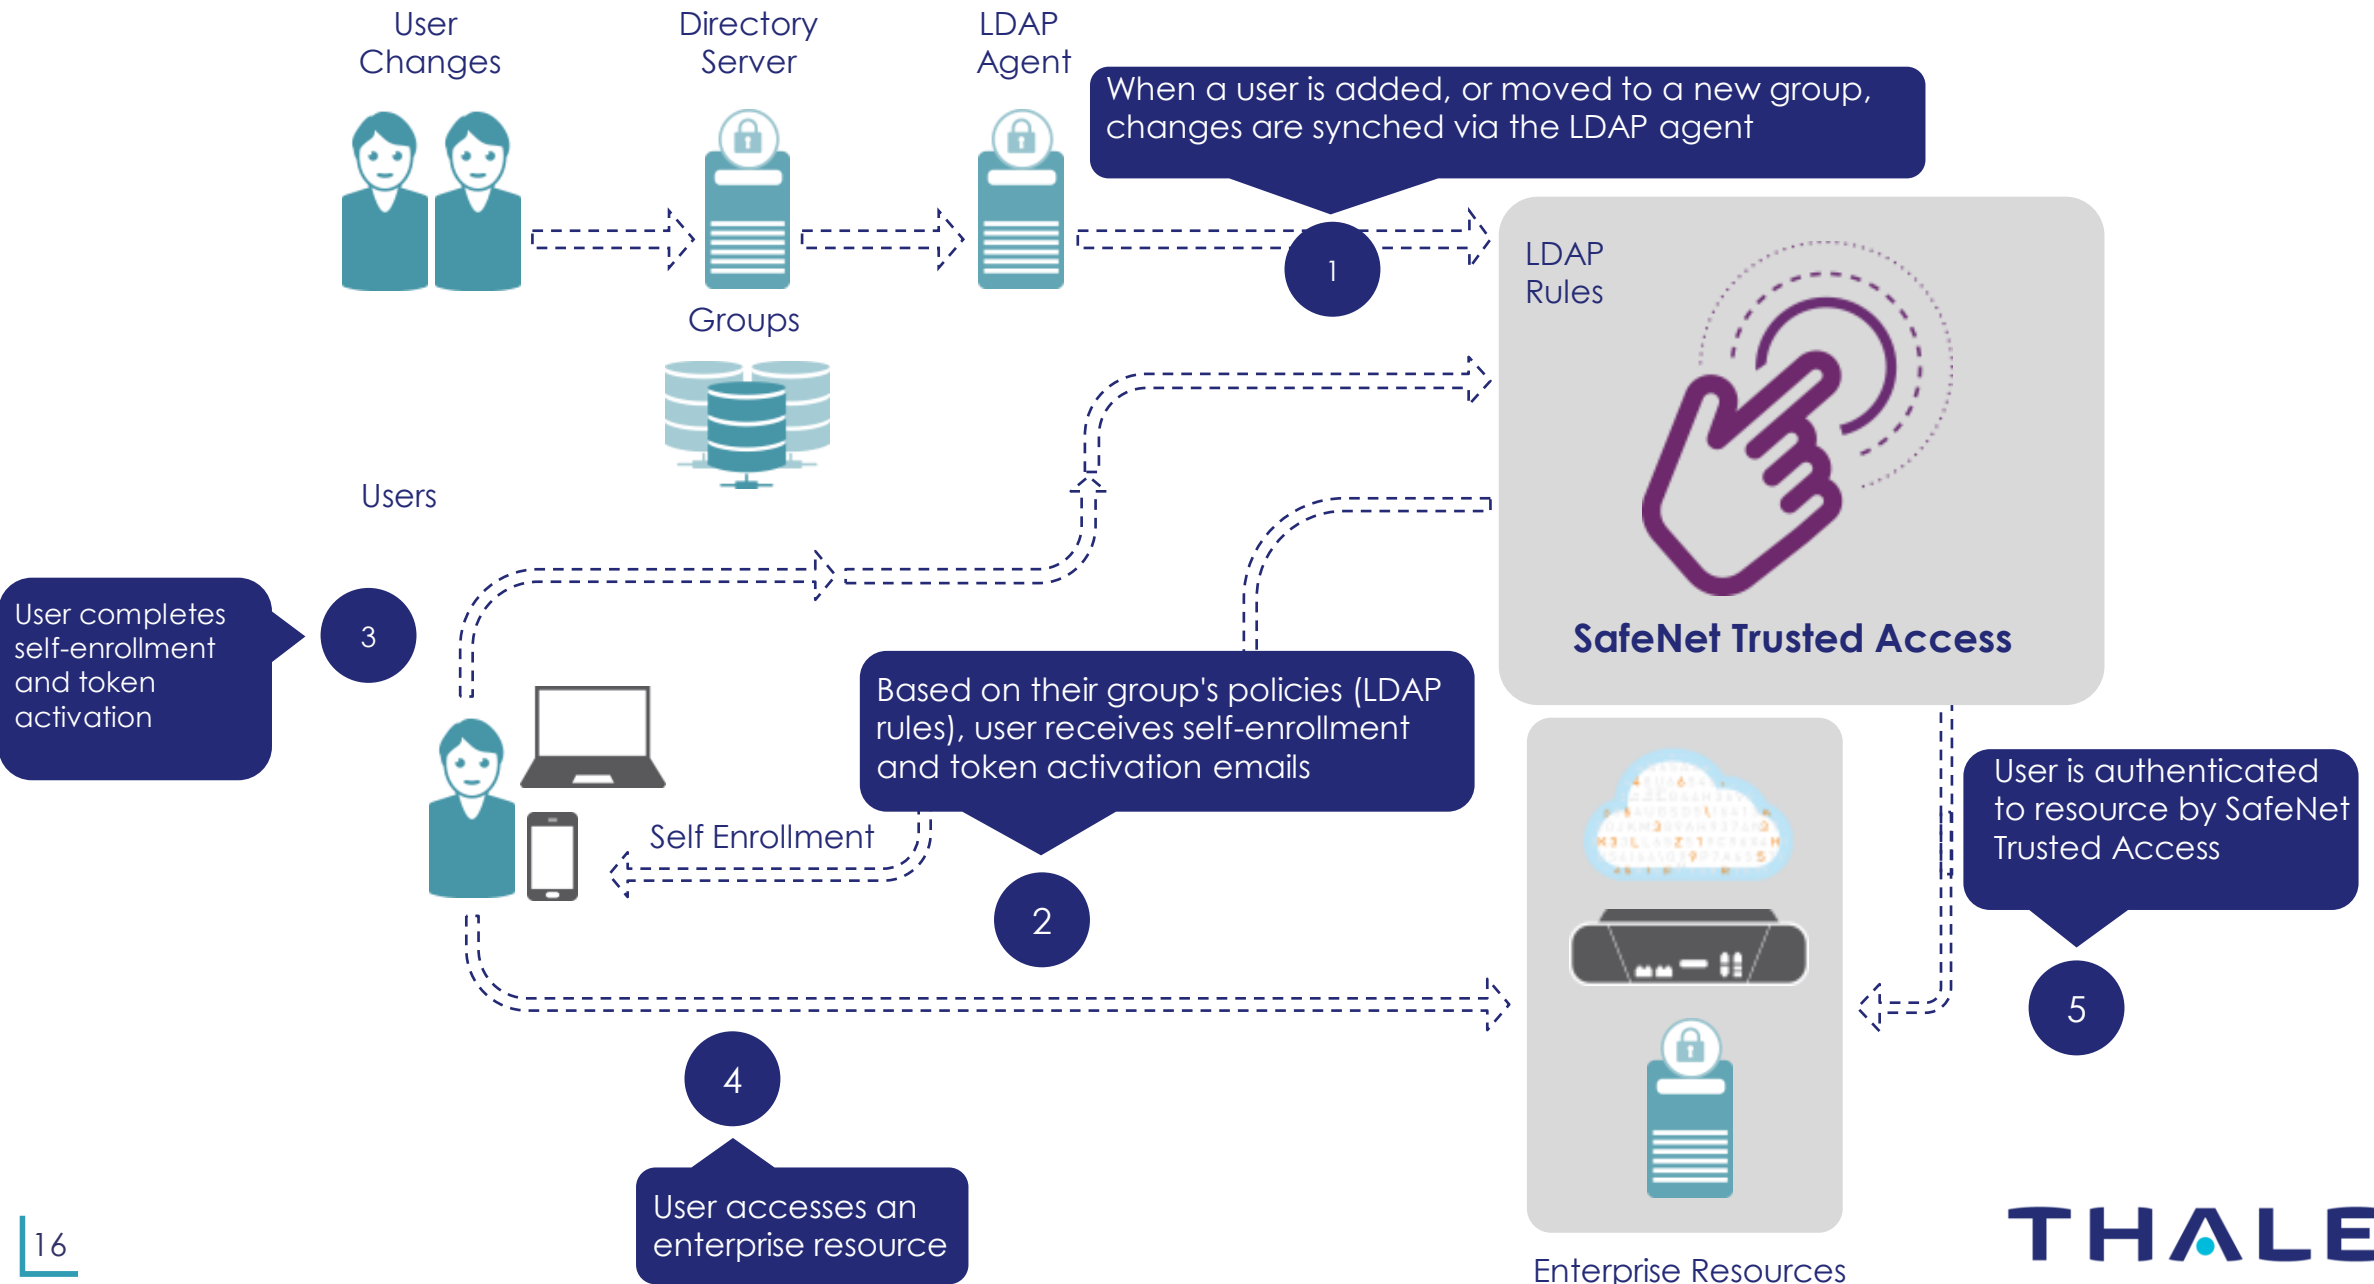 User
Changes
Directory
Server
LDAP
Agent
When a user is added, or moved to a new group,
changes are synched via the LDAP agent
1
LDAP
Rules
Groups
Users
User completes
self-enrollment
and token
activation
3
SafeNet Trusted Access
Based on their group's policies (LDAP
rules), user receives self-enrollment
and token activation emails
Self Enrollment
2
User is authenticated
to resource by SafeNet
Trusted Access
5
4
User accesses an
enterprise resource
Enterprise Resources
16
THALE